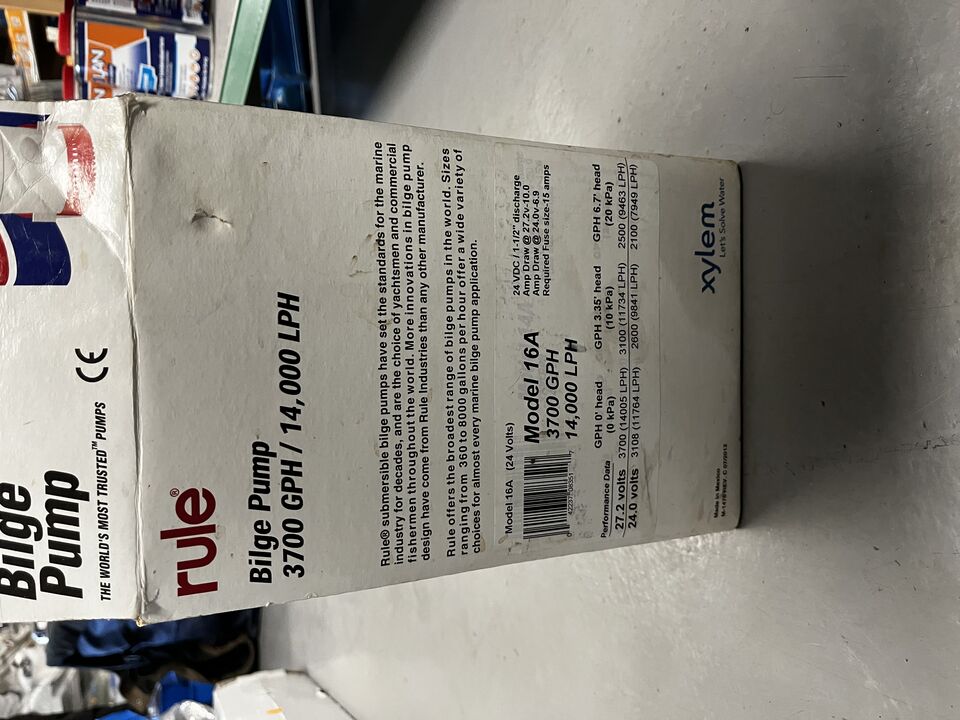 Bilge
Pump
THE WORLD'S MOST TRUSTED™ PUMPS
CE
rule®
Bilge Pump
3700 GPH / 14,000 LPH
Rule® submersible bilge pumps have set the standards for the marine
industry for decades, and are the choice of yachtsmen and commercial
fishermen throughout the world. More innovations in bilge pump
design have come from Rule Industries than any other manufacturer.
Rule offers the broadest range of bilge pumps in the world. Sizes
ranging from 360 to 8000 gallons per hour offer a wide variety of
choices for almost every marine bilge pump application.
Model 16A (24 Volts)
Model 16A
3700 GPH
14,000 LPH
24 VDC / 1-1/2" discharge
Amp Draw @ 27.2v-10.0
Amp Draw @ 24.0v-6.9
Required Fuse size-15 amps
Performance Data GPH 0' head GPH 3.35' head GPH 6.7' head
(0 kPa) (10 kPa) (20 kPa)
27.2 volts 3700 (14005 LPH) 3100 (11734 LPH) 2500 (9463 LPH)
24.0 volts 3108 (11764 LPH) 2600 (9841 LPH) 2100 (7949 LPH)
Made in Mexico
xylem
Let's Solve Water